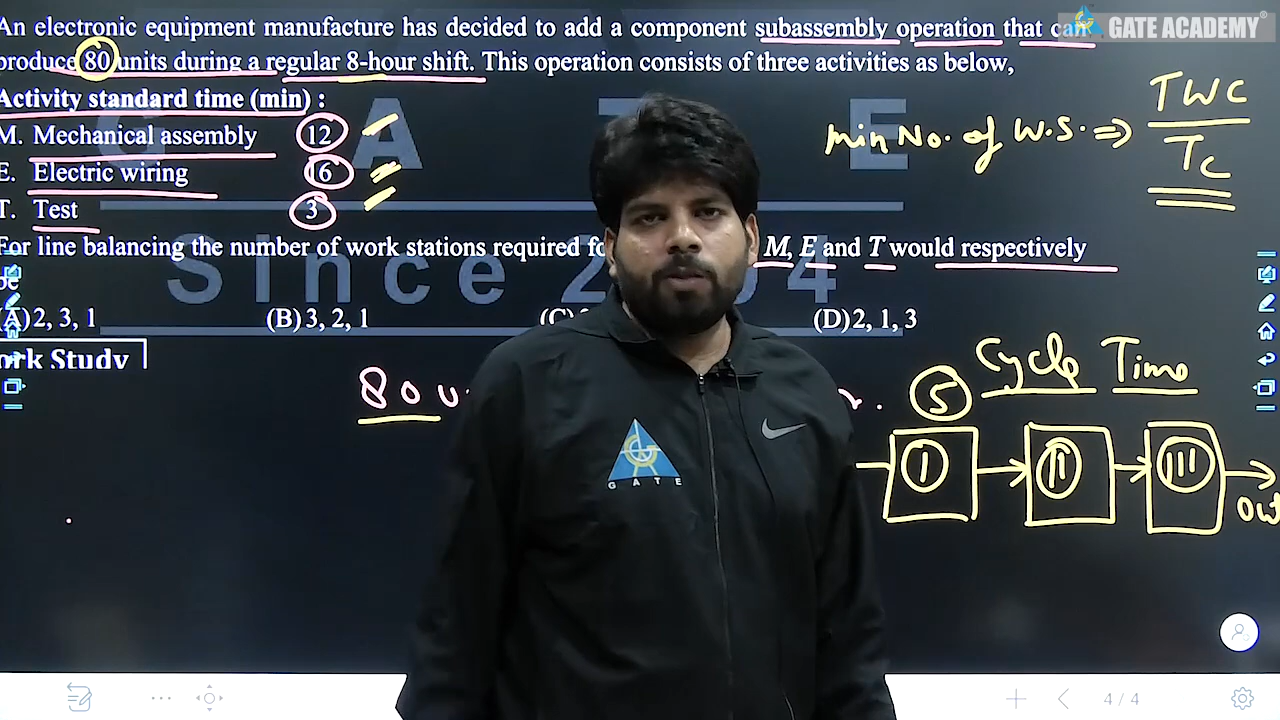 An electronic equipment manufacture has decided to add a component subassembly operation that can
GATE ACADEMY
produce 80 units during a regular 8-hour shift. This operation consists of three activities as below,
Activity standard time (min) :
M. Mechanical assembly 12
E. Electric wiring 16
T. Test 3
min No. of W.S. ⇒ TWC / TC
For line balancing the number of work stations required M, E and T would respectively
be
(A) 2, 3, 1 (B) 3, 2, 1 (C) (D) 2, 1, 3
A E
Since 2 04
ork Study
80 u
Cycle Time
5
I II III
Out
GATE
4 / 4